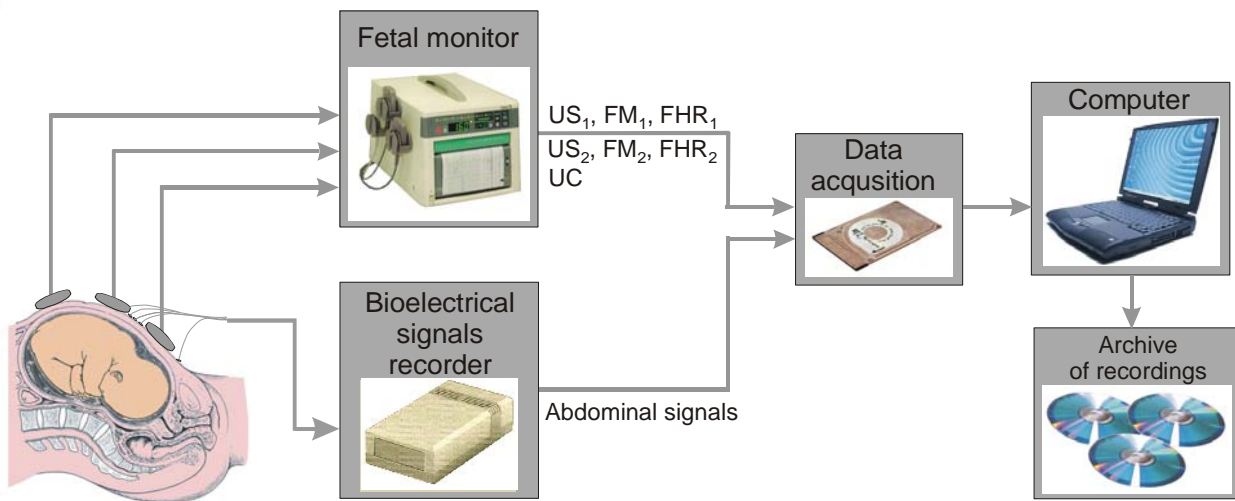 Fetal monitor
US₁, FM₁, FHR₁
US₂, FM₂, FHR₂
UC
Bioelectrical
signals
recorder
Abdominal signals
Data
acqusition
Computer
Archive
of recordings